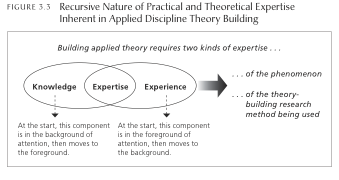 FIGURE 3.3 Recursive Nature of Practical and Theoretical Expertise
Inherent in Applied Discipline Theory Building
Building applied theory requires two kinds of expertise . . .
Knowledge Expertise Experience
. . . of the phenomenon
. . . of the theory-
building research
method being used
At the start, this component
is in the background of
attention, then moves to
the foreground.
At the start, this component
is in the foreground of
attention, then moves to
the background.